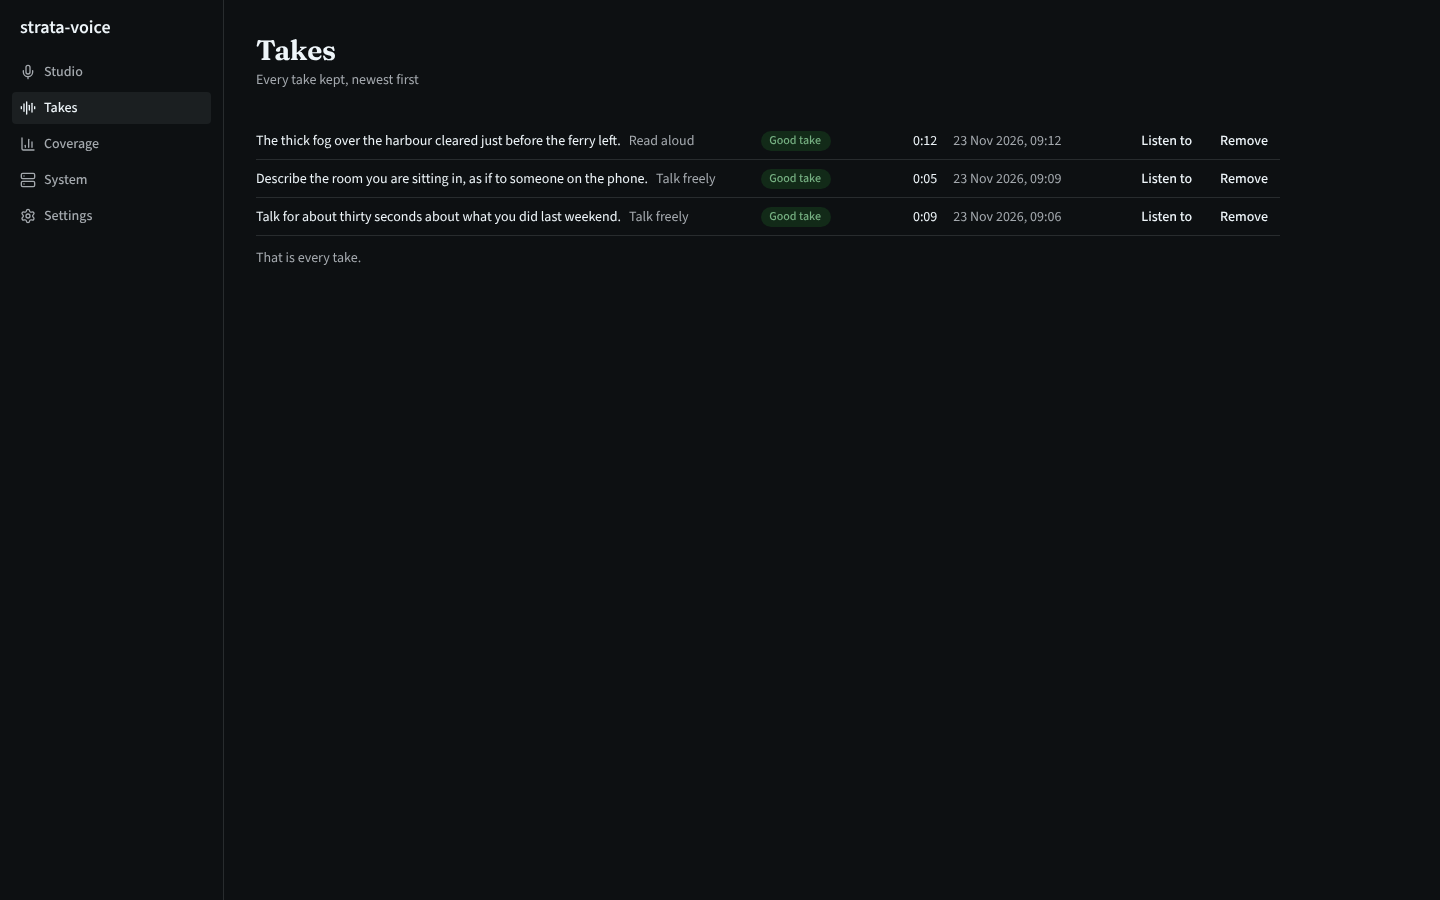 strata-voice
Studio
Takes
Coverage
System
Settings
Takes
Every take kept, newest first
The thick fog over the harbour cleared just before the ferry left. Read aloud Good take 0:12 23 Nov 2026, 09:12 Listen to Remove
Describe the room you are sitting in, as if to someone on the phone. Talk freely Good take 0:05 23 Nov 2026, 09:09 Listen to Remove
Talk for about thirty seconds about what you did last weekend. Talk freely Good take 0:09 23 Nov 2026, 09:06 Listen to Remove
That is every take.